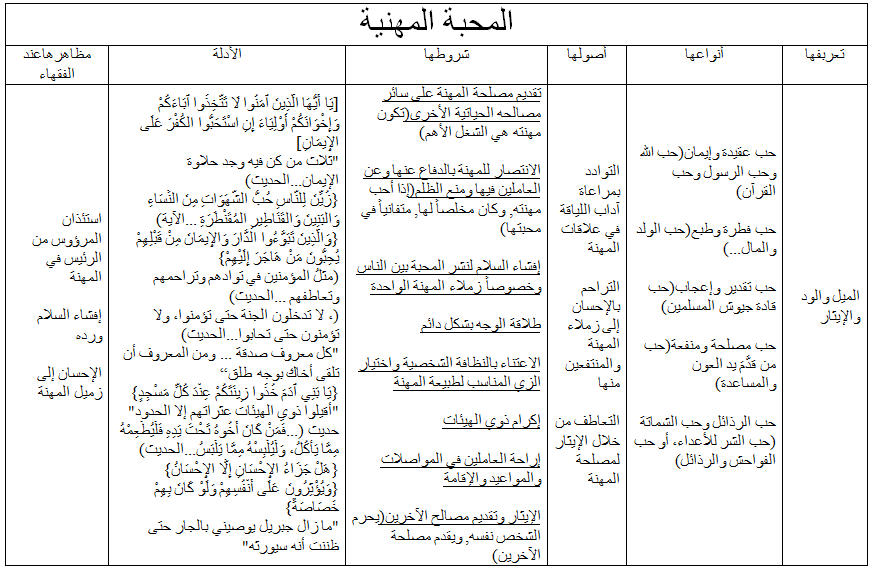 المحبة المهنية
تعريفها
أنواعها
أصولها
شروطها
الأدلة
مظاهرها عند
الفقهاء
الميل والود
والإيثار
حب عقيدة وإيمان(حب الله
وحب الرسول وحب
القرآن)
حب فطرة وطبع(حب الولد
والمال...)
حب تقدير وإعجاب(حب
قادة جيوش المسلمين)
حب مصلحة ومنفعة(حب
من قدَّم يد العون
والمساعدة)
حب الرذائل وحب الشماتة
(حب الشر للأعداء، أو حب
الفواحش والرذائل)
التوادد
بمراعاة
آداب اللياقة
في علاقات
المهنة
التراحم
بالإحسان
إلى زملاء
المهنة
والمنتفعين
منها
التعاطف من
خلال الإيثار
لمصلحة
المهنة
تقديم مصلحة المهنة على سائر
مصالحه الحياتية الأخرى(تكون
مهنته هي الشغل الأهم)
الانتصار للمهنة بالدفاع عنها وعن
العاملين فيها ومنع الظلم(إذا أحب
مهنته, وكان مخلصاً لها, متفانياً في
محبتها)
إفشاء السلام لنشر المحبة بين الناس
وخصوصاً زملاء المهنة الواحدة
طلاقة الوجه بشكل دائم
الاعتناء بالنظافة الشخصية واختيار
الزي المناسب لطبيعة المهنة
إكرام ذوي الهيئات
إراحة العاملين في المواصلات
والمواعيد والإقامة
الإيثار وتقديم مصالح الآخرين(يحرم
الشخص نفسه, ويقدم مصلحة
الآخرين)
[يَا أَيُّهَا الَّذِينَ آمَنُوا لَا تَتَّخِذُوا آبَاءَكُمْ
وَإِخْوَانَكُمْ أَوْلِيَاءَ إِنِ اسْتَحَبُّوا الْكُفْرَ عَلَى
الْإِيمَانِ]
"ثلاث من كن فيه وجد حلاوة
الإيمان...الحديث)
{زُيِّنَ لِلنَّاسِ حُبُّ الشَّهَوَاتِ مِنَ النِّسَاءِ
وَالْبَنِينَ وَالْقَنَاطِيرِ الْمُقَنْطَرَةِ ...الآية)
{وَالَّذِينَ تَبَوَّءُوا الدَّارَ وَالْإِيمَانَ مِنْ قَبْلِهِمْ
يُحِبُّونَ مَنْ هَاجَرَ إِلَيْهِمْ}
(مثلُ المؤمنين في توادهم وتراحمهم
وتعاطفهم ...الحديث)
(، لا تدخلون الجنة حتى تؤمنوا، ولا
تؤمنون حتى تحابوا...الحديث)
"كل معروف صدقة ... ومن المعروف أن
تلقى أخاك بوجه طلق"
{يَا بَنِي آدَمَ خُذُوا زِينَتَكُمْ عِنْدَ كُلِّ مَسْجِدٍ}
"أقيلوا ذوي الهيئات عثراتهم إلا الحدود"
حديث (...فَمَنْ كَانَ أَخُوهُ تَحْتَ يَدِهِ فَلْيُطْعِمْهُ
مِمَّا يَأْكُلُ، وَلْيُلْبِسْهُ مِمَّا يَلْبَسُ...الحديث)
{هَلْ جَزَاءُ الْإِحْسَانِ إِلَّا الْإِحْسَانُ}
{وَيُؤْثِرُونَ عَلَى أَنْفُسِهِمْ وَلَوْ كَانَ بِهِمْ
خَصَاصَةٌ}
"ما زال جبريل يوصيني بالجار حتى
ظننت أنه سيورثه"
استئذان
المرؤوس من
الرئيس في
المهنة
إفشاء السلام
ورده
الإحسان إلى
زميل المهنة